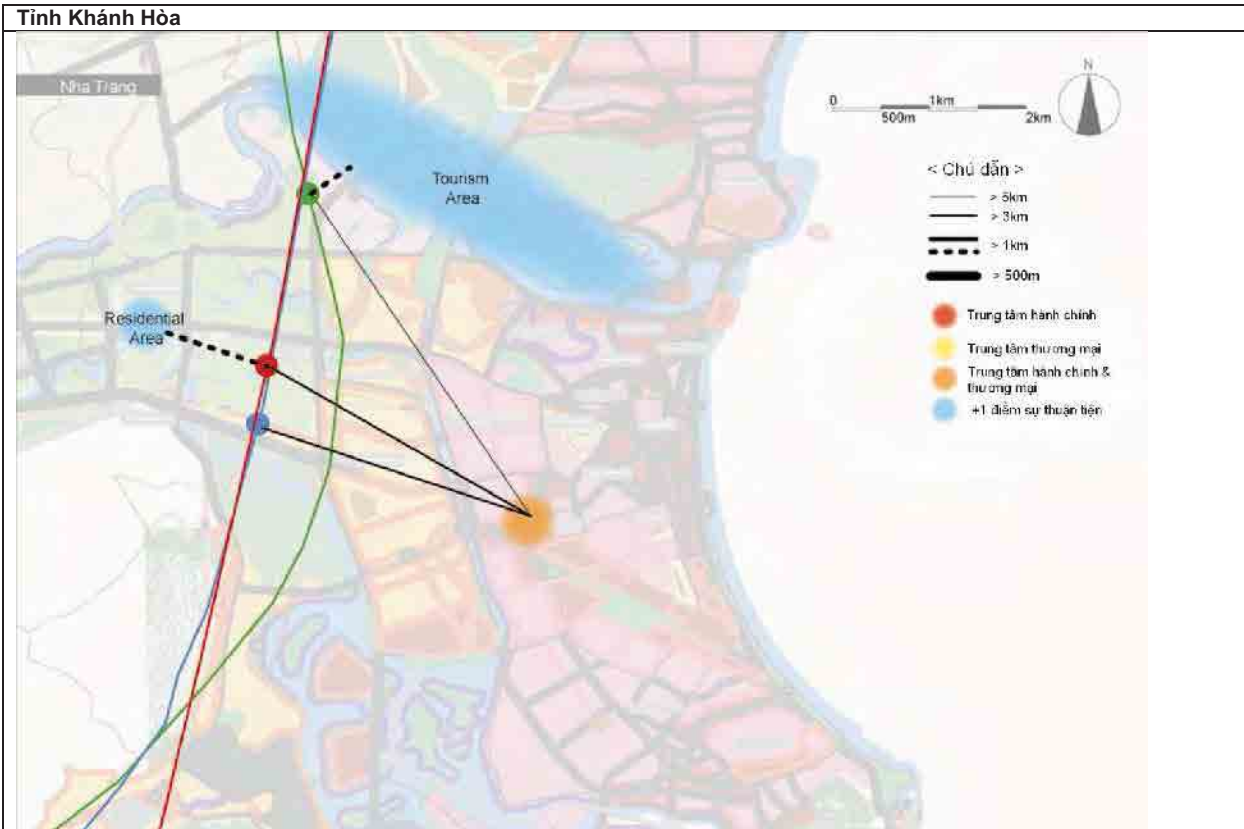 Tỉnh Khánh Hòa
Nha Trang
N
0
1km
500m
2km
Tourism
Area
Residential
Area
< Chú dẫn >
> 5km
> 3km
> 1km
> 500m
Trung tâm hành chính
Trung tâm thương mại
Trung tâm hành chính &
thương mại
+1 điểm sự thuận tiện